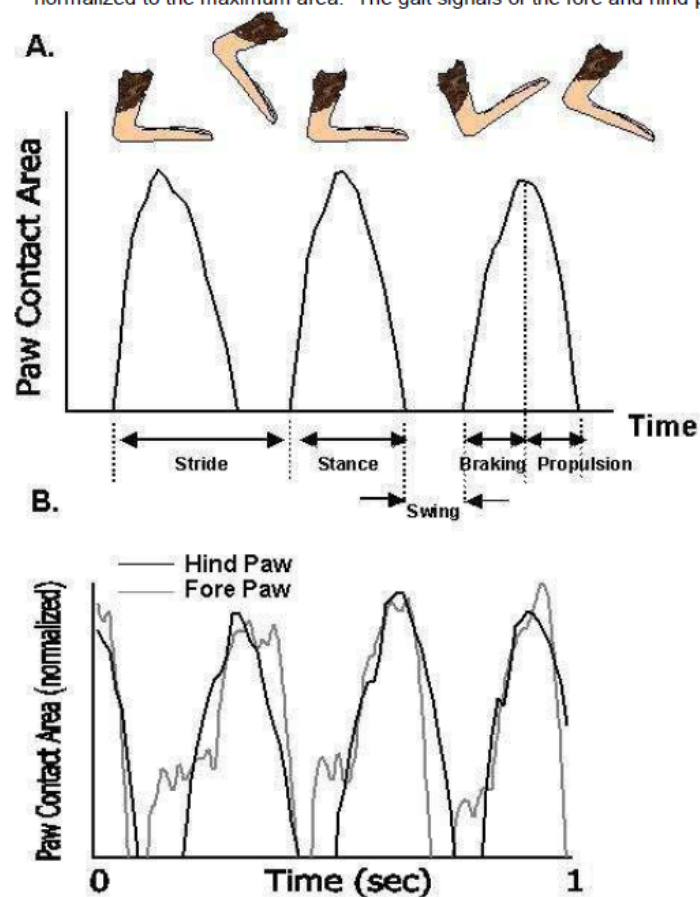 normalized to the maximum area. The gait signals of the fore and hind p
A.
Paw Contact Area
Time
Stride
Stance
Braking
Propulsion
Swing
B.
Hind Paw
Fore Paw
Paw Contact Area (normalized)
0
Time (sec)
1